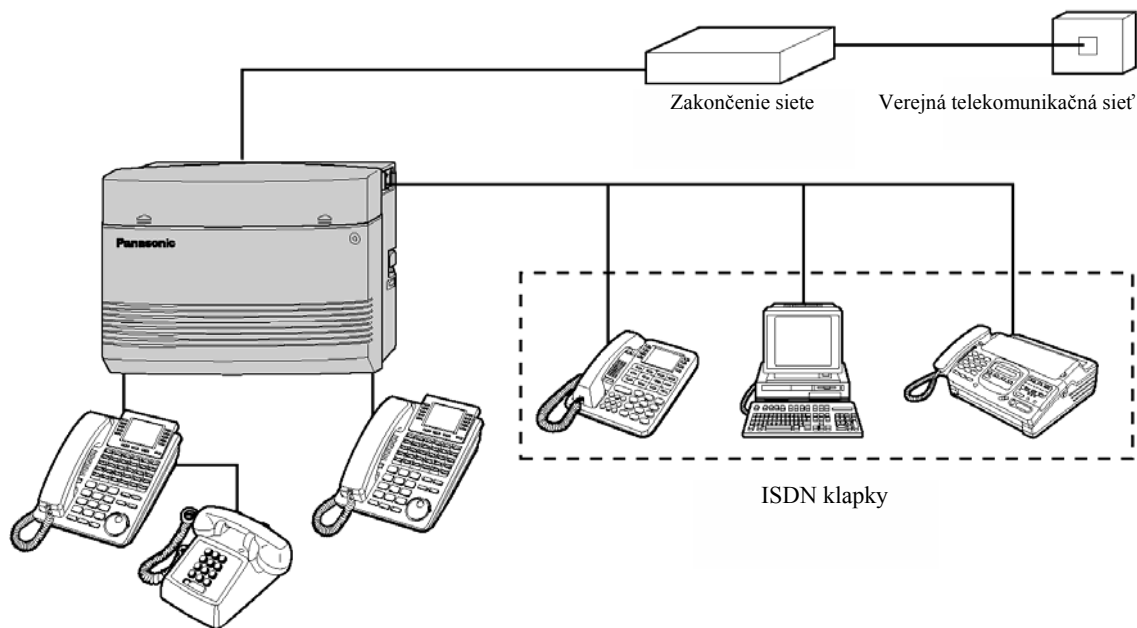 Zakončenie siete
Verejná telekomunikačná sieť
Panasonic
ISDN klapky